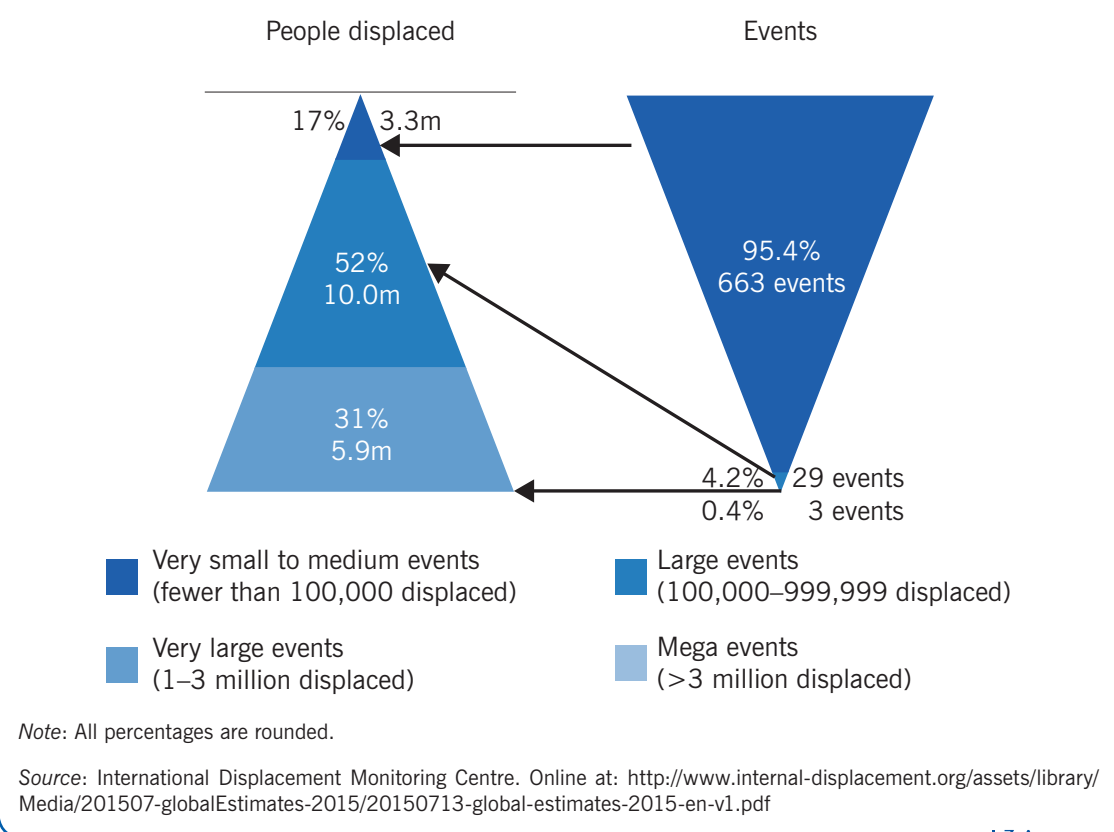 People displaced
Events
17%
3.3m
52%
10.0m
31%
5.9m
95.4%
663 events
4.2%
29 events
0.4%
3 events
Very small to medium events
(fewer than 100,000 displaced)
Large events
(100,000–999,999 displaced)
Very large events
(1–3 million displaced)
Mega events
(>3 million displaced)
Note: All percentages are rounded.
Source: International Displacement Monitoring Centre. Online at: http://www.internal-displacement.org/assets/library/
Media/201507-globalEstimates-2015/20150713-global-estimates-2015-en-v1.pdf